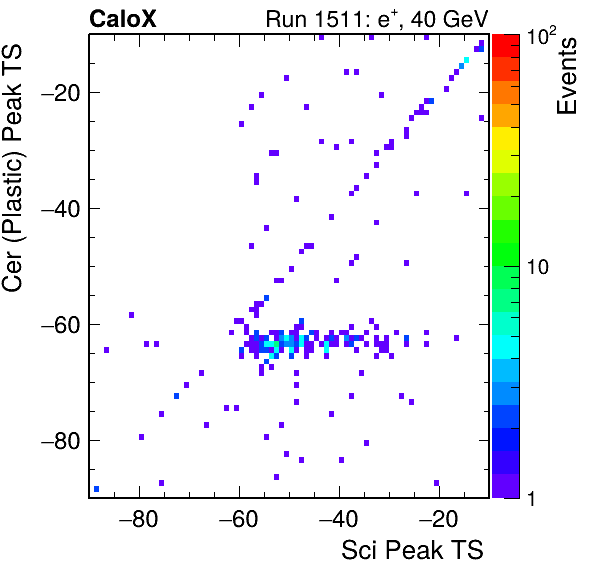 CaloX Run 1511: e+, 40 GeV
Cer (Plastic) Peak TS
−20
−40
−60
−80
−80 −60 −40 −20
Sci Peak TS
10²
10
1
Events